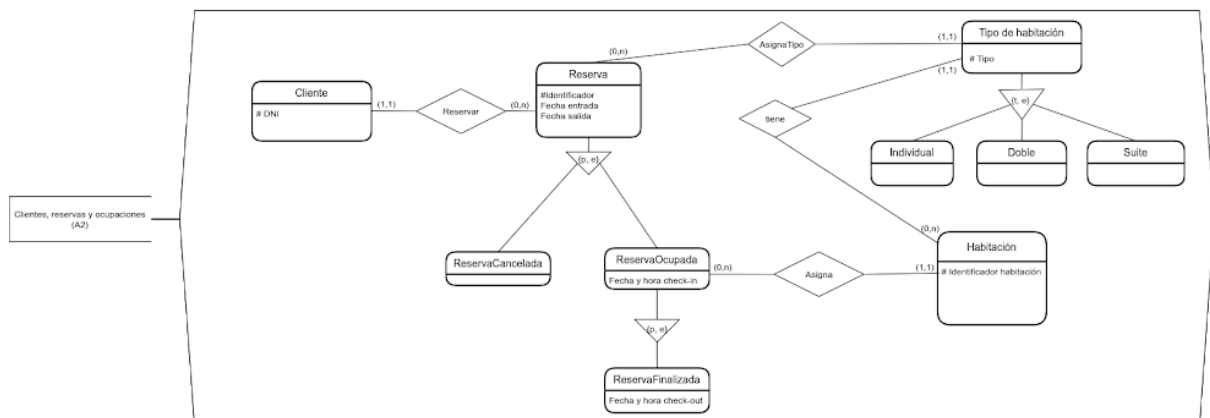 Tipo de habitación
# Tipo
(1,1)
AsignaTipo
(0,n)
(1,1)
Reserva
#Identificador
Fecha entrada
Fecha salida
Cliente
# DNI
(1,1)
Reservar
(0,n)
{t, e}
tiene
Individual
Doble
Suite
{p, e}
Clientes, reservas y ocupaciones
(A2)
(0,n)
Habitación
# Identificador habitación
ReservaCancelada
ReservaOcupada
Fecha y hora check-in
(0,n)
Asigna
(1,1)
{p, e}
ReservaFinalizada
Fecha y hora check-out